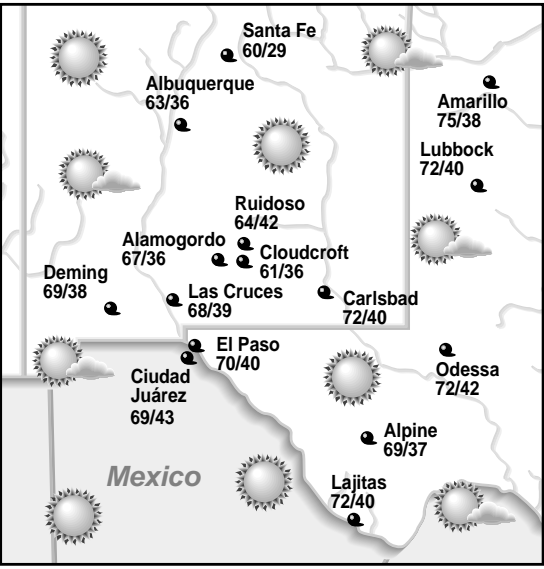 Santa Fe
60/29
Albuquerque
63/36
Amarillo
75/38
Lubbock
72/40
Ruidoso
64/42
Alamogordo
67/36
Cloudcroft
61/36
Deming
69/38
Las Cruces
68/39
Carlsbad
72/40
El Paso
70/40
Ciudad
Juárez
69/43
Odessa
72/42
Alpine
69/37
Mexico
Lajitas
72/40